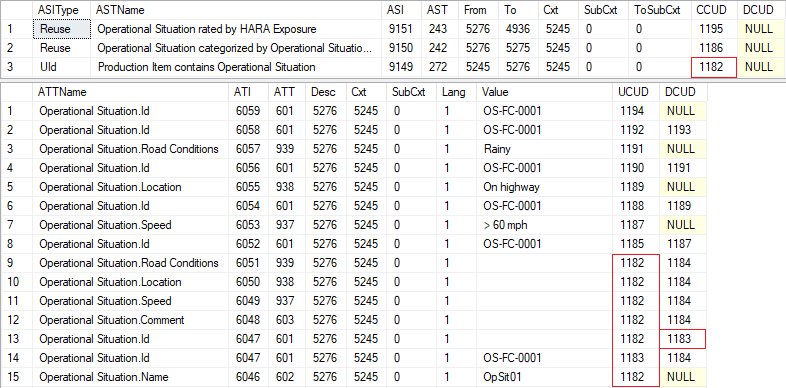 ASIType ASTName ASI AST From To Cxt SubCxt ToSubCxt CCUD DCUD
1 Reuse Operational Situation rated by HARA Exposure 9151 243 5276 4936 5245 0 0 1195 NULL
2 Reuse Operational Situation categorized by Operational Situatio... 9150 242 5276 5275 5245 0 0 1186 NULL
3 UId Production Item contains Operational Situation 9149 272 5245 5276 5245 0 0 1182 NULL
ATTName ATI ATT Desc Cxt SubCxt Lang Value UCUD DCUD
1 Operational Situation.Id 6059 601 5276 5245 0 1 OS-FC-0001 1194 NULL
2 Operational Situation.Id 6058 601 5276 5245 0 1 OS-FC-0001 1192 1193
3 Operational Situation.Road Conditions 6057 939 5276 5245 0 1 Rainy 1191 NULL
4 Operational Situation.Id 6056 601 5276 5245 0 1 OS-FC-0001 1190 1191
5 Operational Situation.Location 6055 938 5276 5245 0 1 On highway 1189 NULL
6 Operational Situation.Id 6054 601 5276 5245 0 1 OS-FC-0001 1188 1189
7 Operational Situation.Speed 6053 937 5276 5245 0 1 > 60 mph 1187 NULL
8 Operational Situation.Id 6052 601 5276 5245 0 1 OS-FC-0001 1185 1187
9 Operational Situation.Road Conditions 6051 939 5276 5245 0 1 1182 1184
10 Operational Situation.Location 6050 938 5276 5245 0 1 1182 1184
11 Operational Situation.Speed 6049 937 5276 5245 0 1 1182 1184
12 Operational Situation.Comment 6048 603 5276 5245 0 1 1182 1184
13 Operational Situation.Id 6047 601 5276 5245 0 1 1182 1183
14 Operational Situation.Id 6047 601 5276 5245 0 1 OS-FC-0001 1183 1184
15 Operational Situation.Name 6046 602 5276 5245 0 1 OpSit01 1182 NULL